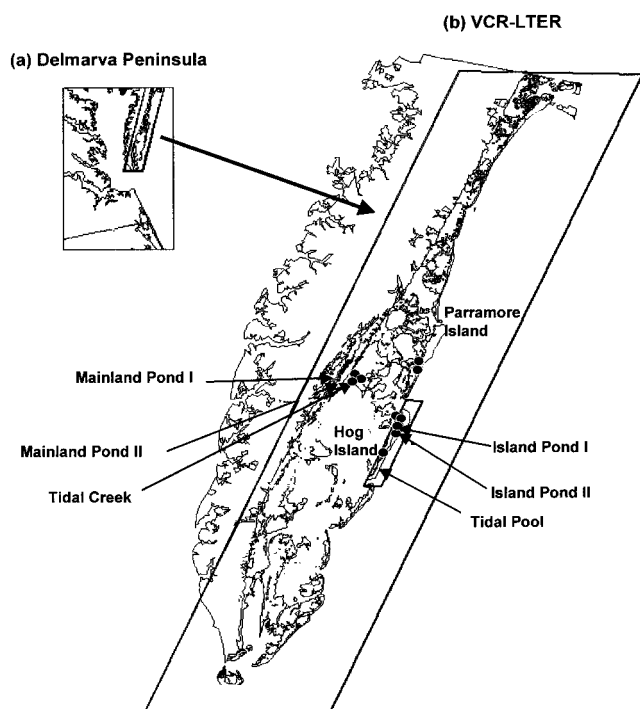 (b) VCR-LTER
(a) Delmarva Peninsula
Parramore
Island
Mainland Pond I
Mainland Pond II
Tidal Creek
Hog
Island
Island Pond I
Island Pond II
Tidal Pool